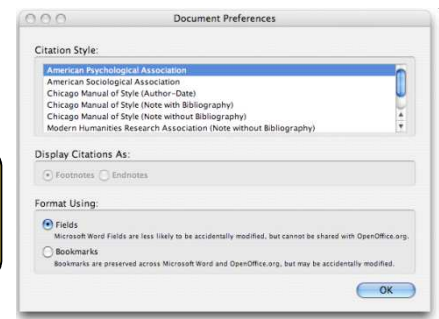 Document Preferences
Citation Style:
American Psychological Association
American Sociological Association
Chicago Manual of Style (Author-Date)
Chicago Manual of Style (Note with Bibliography)
Chicago Manual of Style (Note without Bibliography)
Modern Humanities Research Association (Note without Bibliography)
Display Citations As:
Footnotes Endnotes
Format Using:
Fields
Microsoft Word Fields are less likely to be accidentally modified, but cannot be shared with OpenOffice.org.
Bookmarks
Bookmarks are preserved across Microsoft Word and OpenOffice.org, but may be accidentally modified.
OK